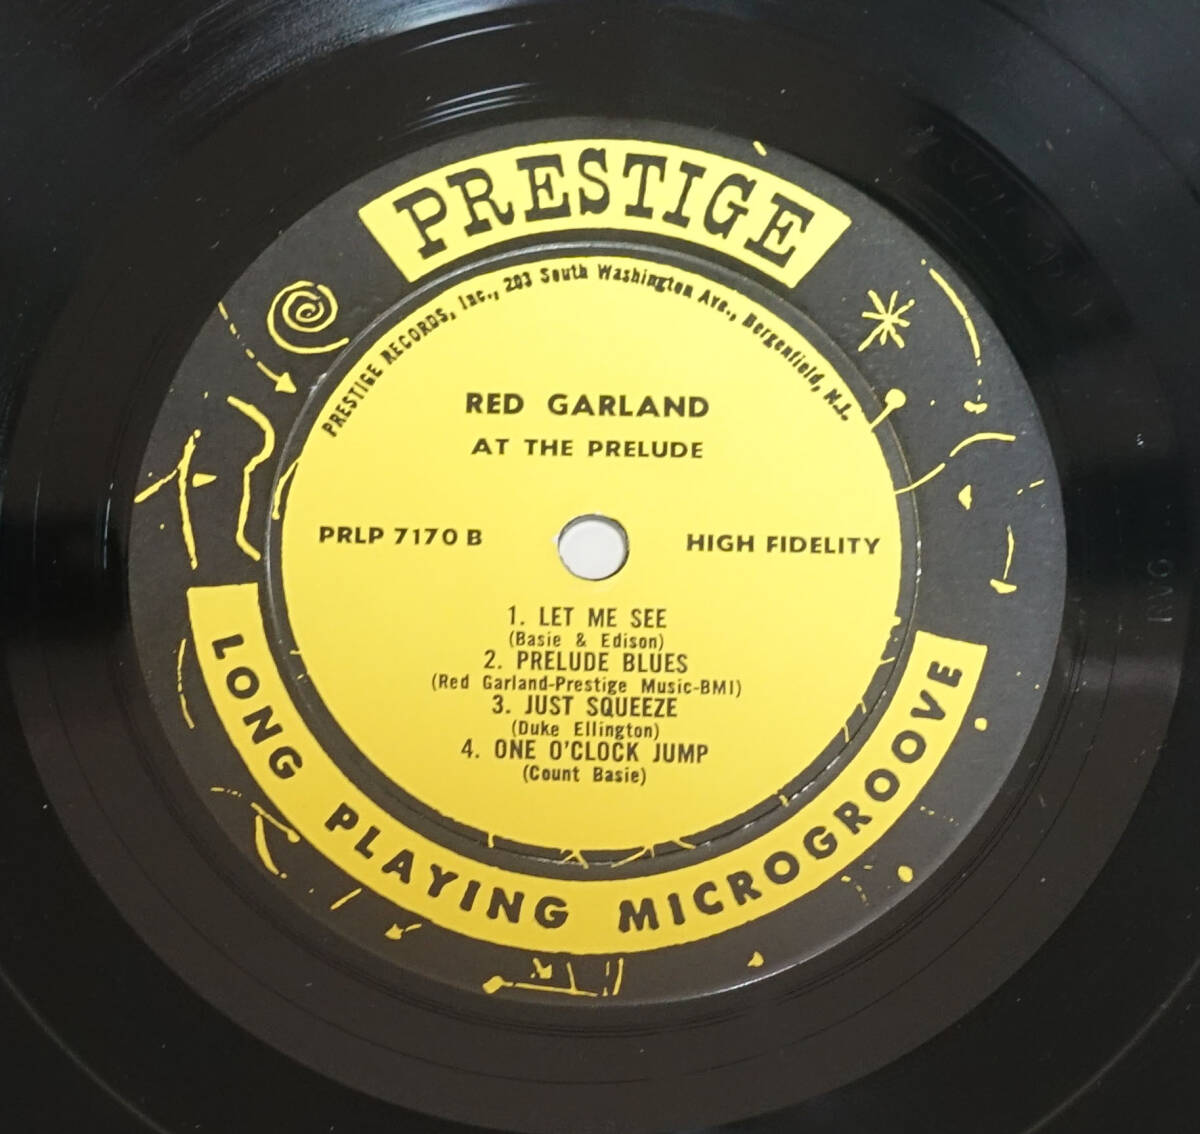 PRESTIGE
PRESTIGE RECORDS, Inc., 203 South Washington Ave., Bergenfield, N.J.
RED GARLAND
AT THE PRELUDE
PRLP 7170 B
HIGH FIDELITY
1. LET ME SEE
(Basie & Edison)
2. PRELUDE BLUES
(Red Garland-Prestige Music-BMI)
3. JUST SQUEEZE
(Duke Ellington)
4. ONE O'CLOCK JUMP
(Count Basie)
LONG PLAYING MICROGROOVE
RVG